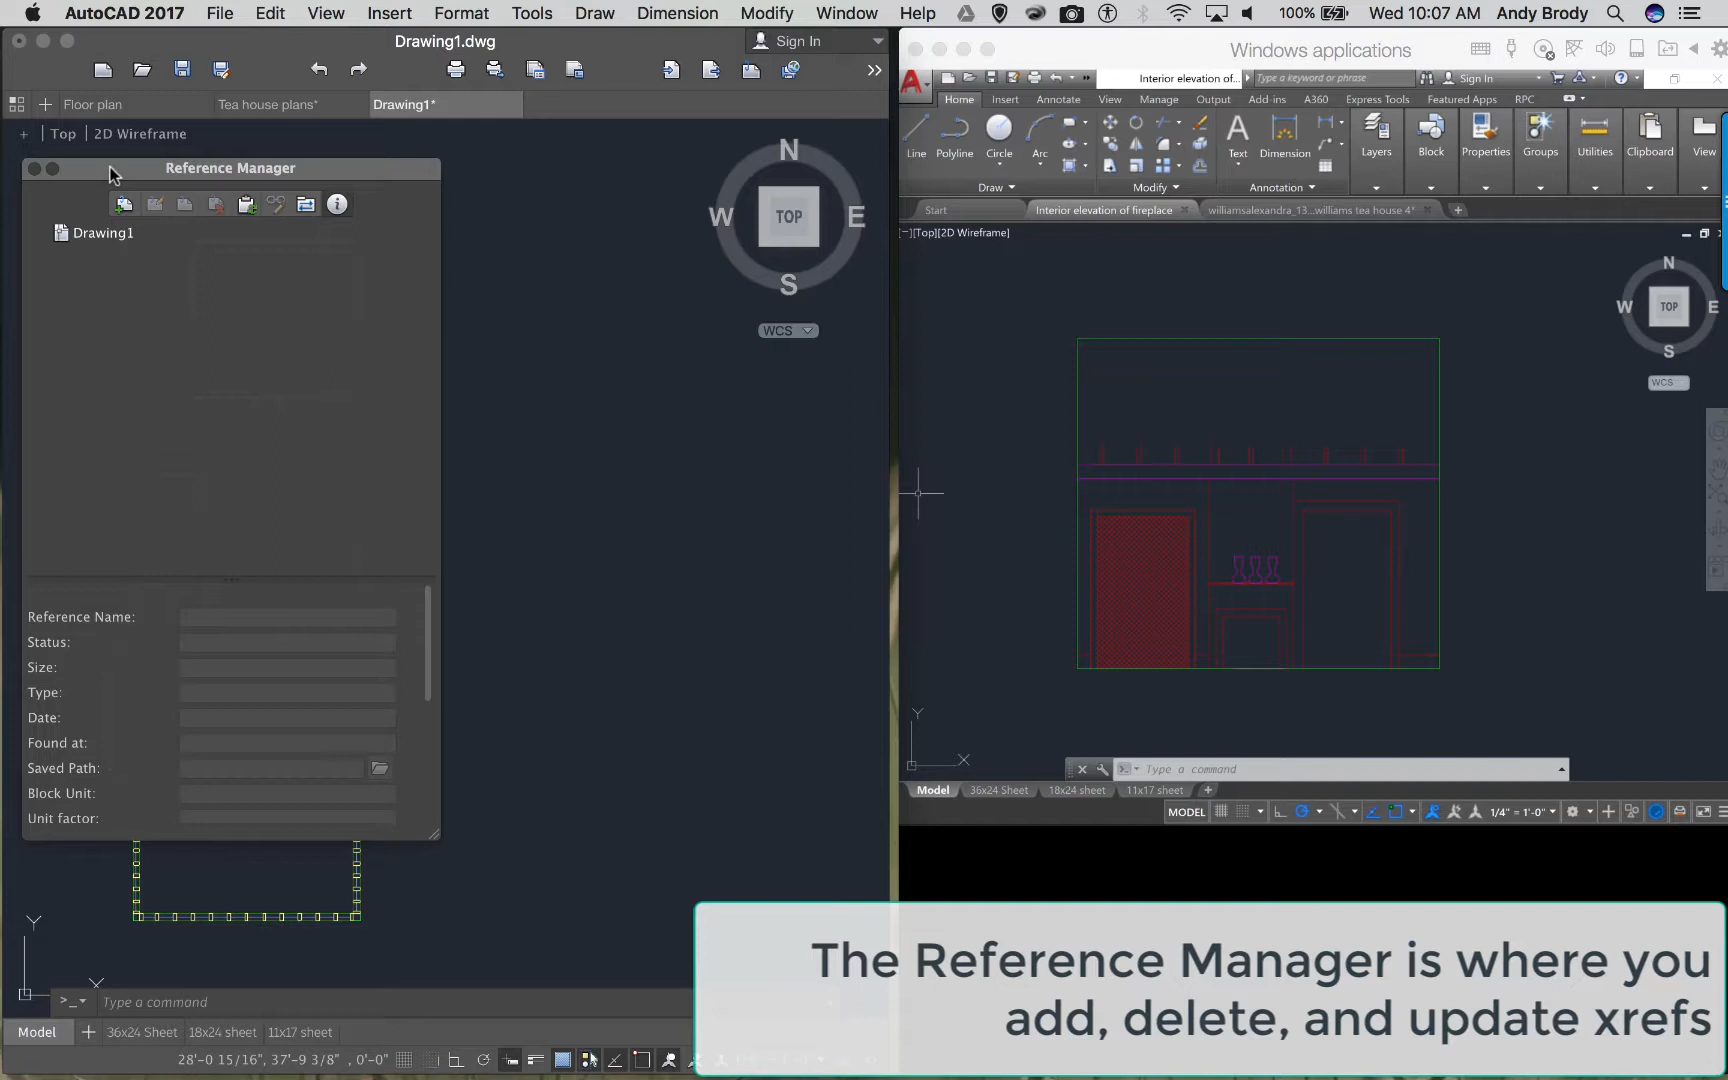 AutoCAD 2017 File Edit View Insert Format Tools Draw Dimension Modify Window Help 100% Wed 10:07 AM Andy Brody
Drawing1.dwg
Sign In
Floor plan Tea house plans* Drawing1*
+ | Top | 2D Wireframe
Reference Manager
Drawing1
Reference Name:
Status:
Size:
Type:
Date:
Found at:
Saved Path:
Block Unit:
Unit factor:
N
W TOP E
S
WCS
Y
X
>_ Type a command
Model + 36x24 Sheet 18x24 sheet 11x17 sheet
28'-0 15/16", 37'-9 3/8", 0'-0"
Windows applications
A Interior elevation of... Type a keyword or phrase Sign In
Home Insert Annotate View Manage Output Add-ins A360 Express Tools Featured Apps RPC
Line Polyline Circle Arc Text Dimension Layers Block Properties Groups Utilities Clipboard View
Draw Modify Annotation
Start Interior elevation of fireplace williamsalexandra_13...williams tea house 4*
[−][Top][2D Wireframe]
N
W TOP E
S
WCS
Y
X
Type a command
Model 36x24 Sheet 18x24 sheet 11x17 sheet +
MODEL 1/4" = 1'-0"
The Reference Manager is where you
add, delete, and update xrefs